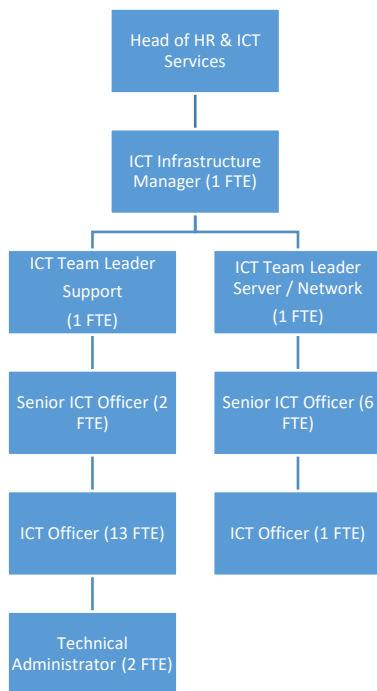 Head of HR & ICT
Services
ICT Infrastructure
Manager (1 FTE)
ICT Team Leader
Support
(1 FTE)
ICT Team Leader
Server / Network
(1 FTE)
Senior ICT Officer (2
FTE)
Senior ICT Officer (6
FTE)
ICT Officer (13 FTE)
ICT Officer (1 FTE)
Technical
Administrator (2 FTE)